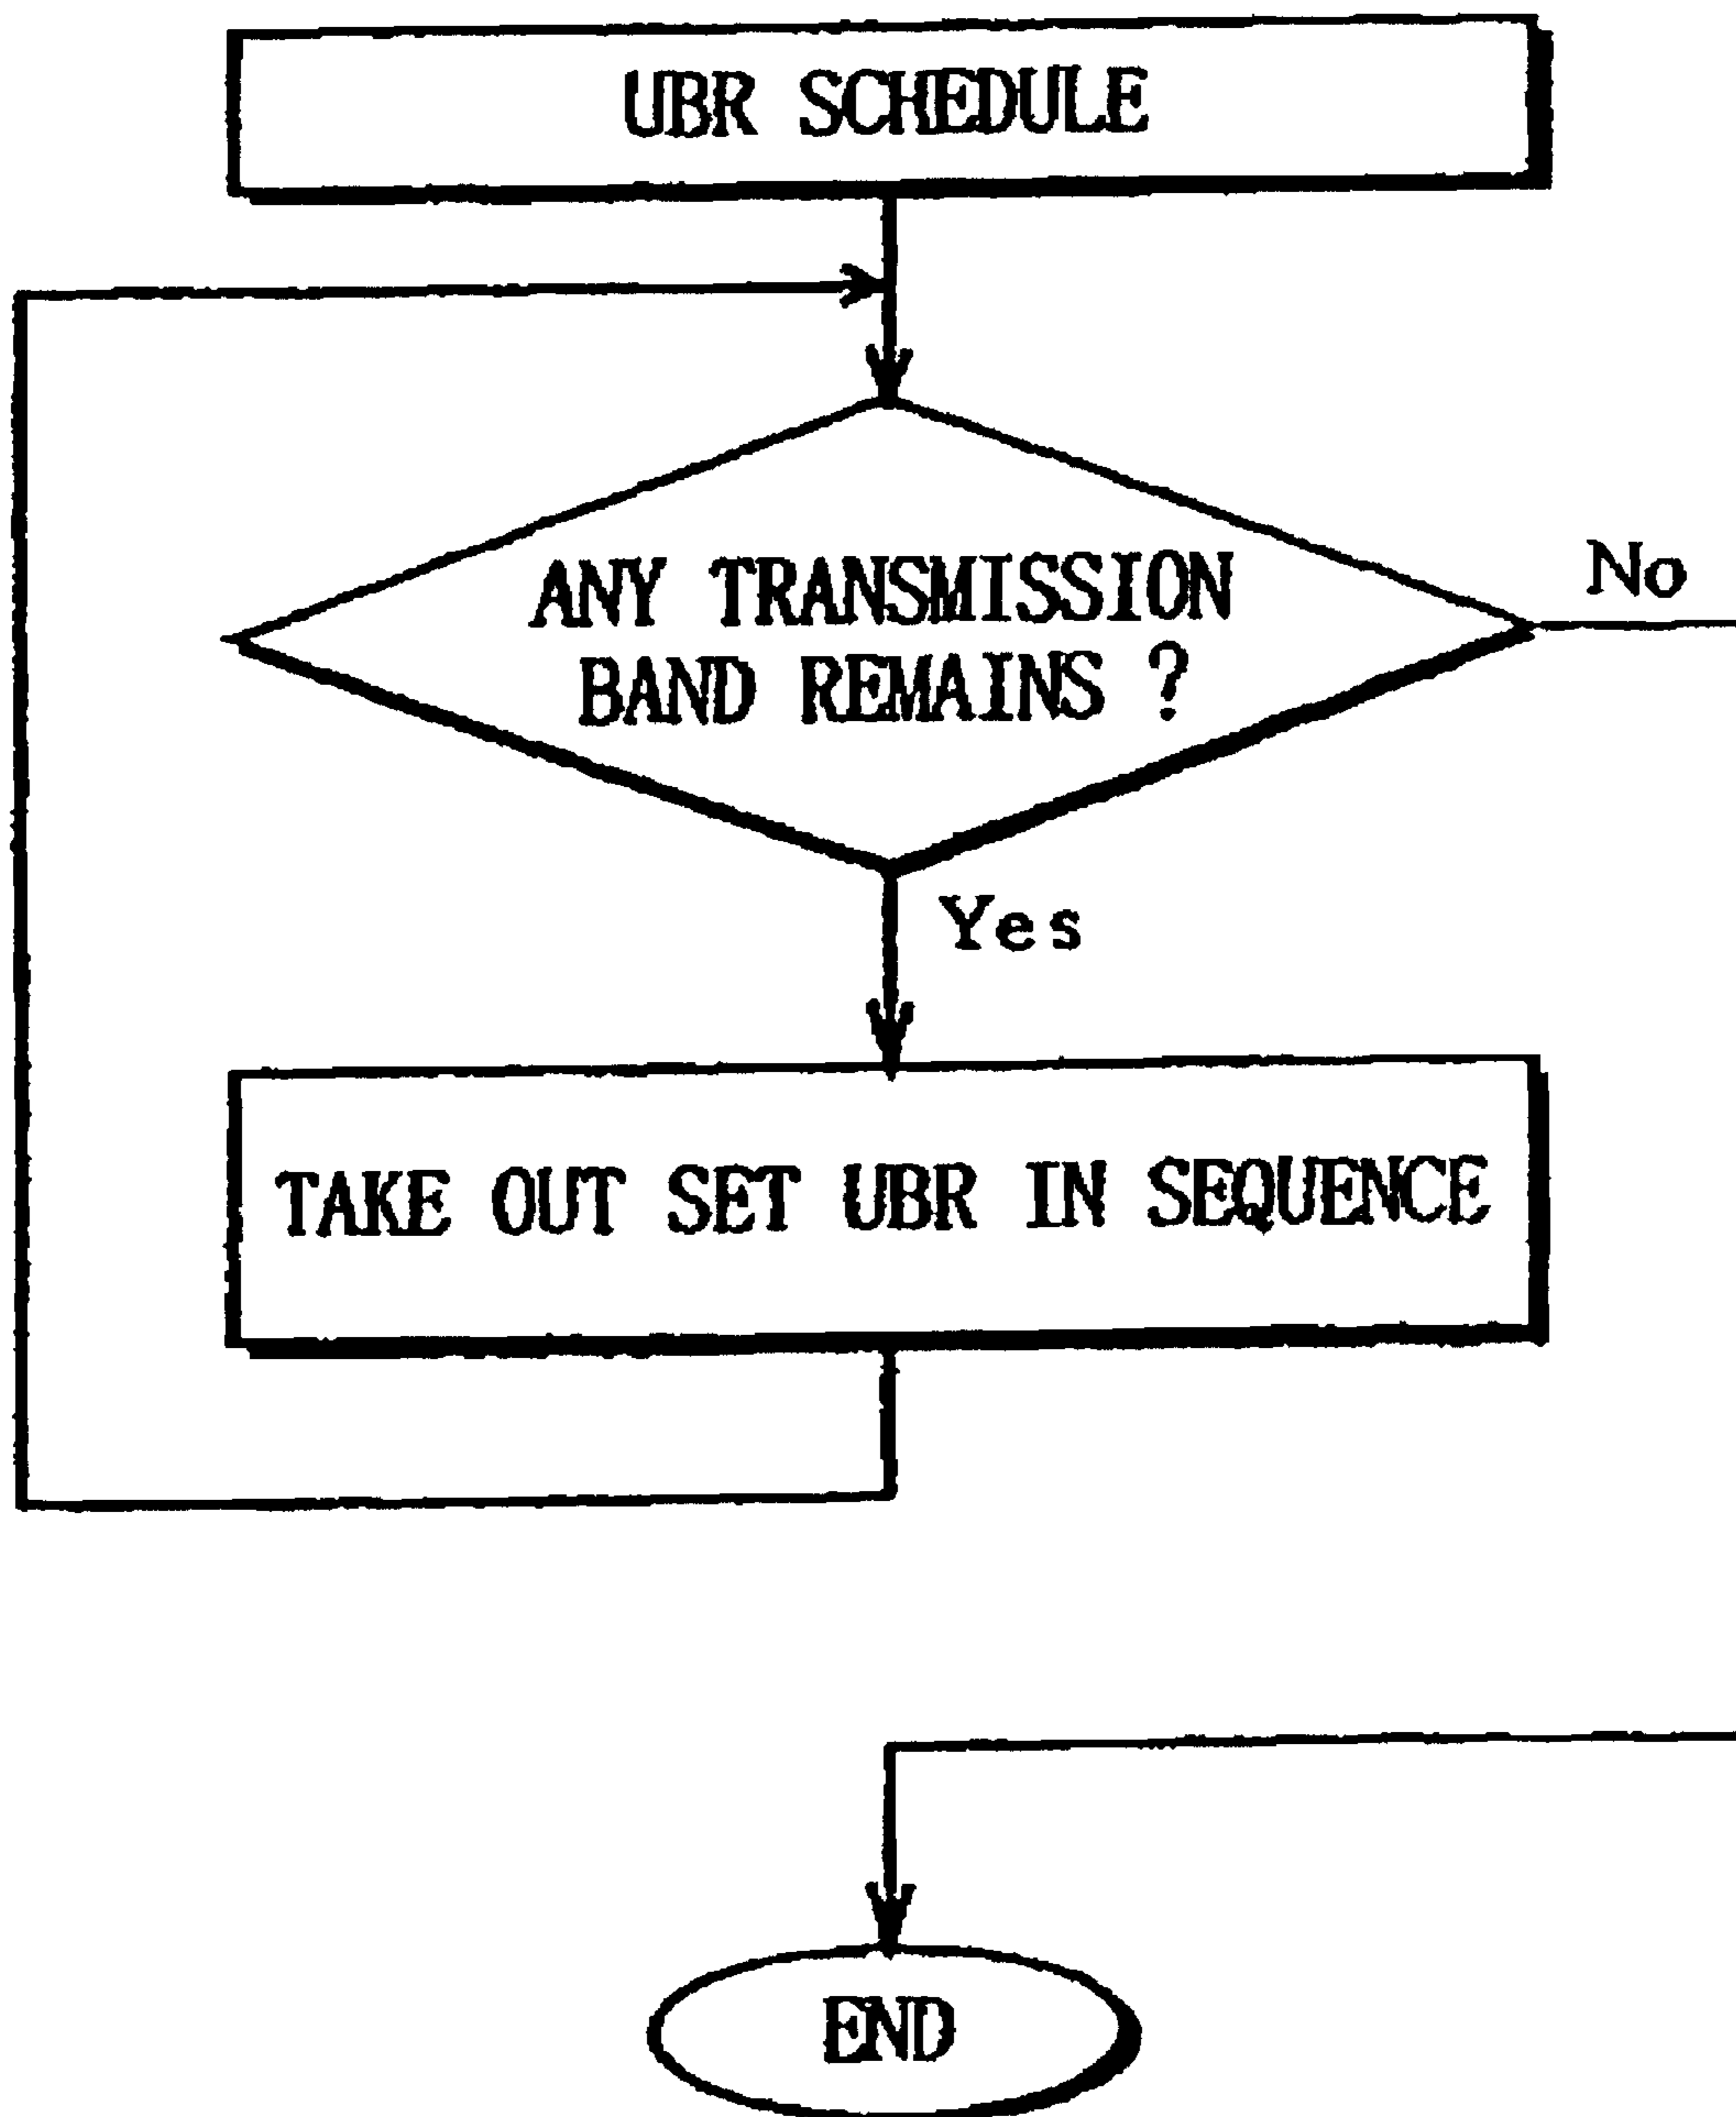 UBR SCHEDULE
ANY TRANSMISSION
BAND REMAINS ?
No
Yes
TAKE OUT SET UBR IN SEQUENCE
END